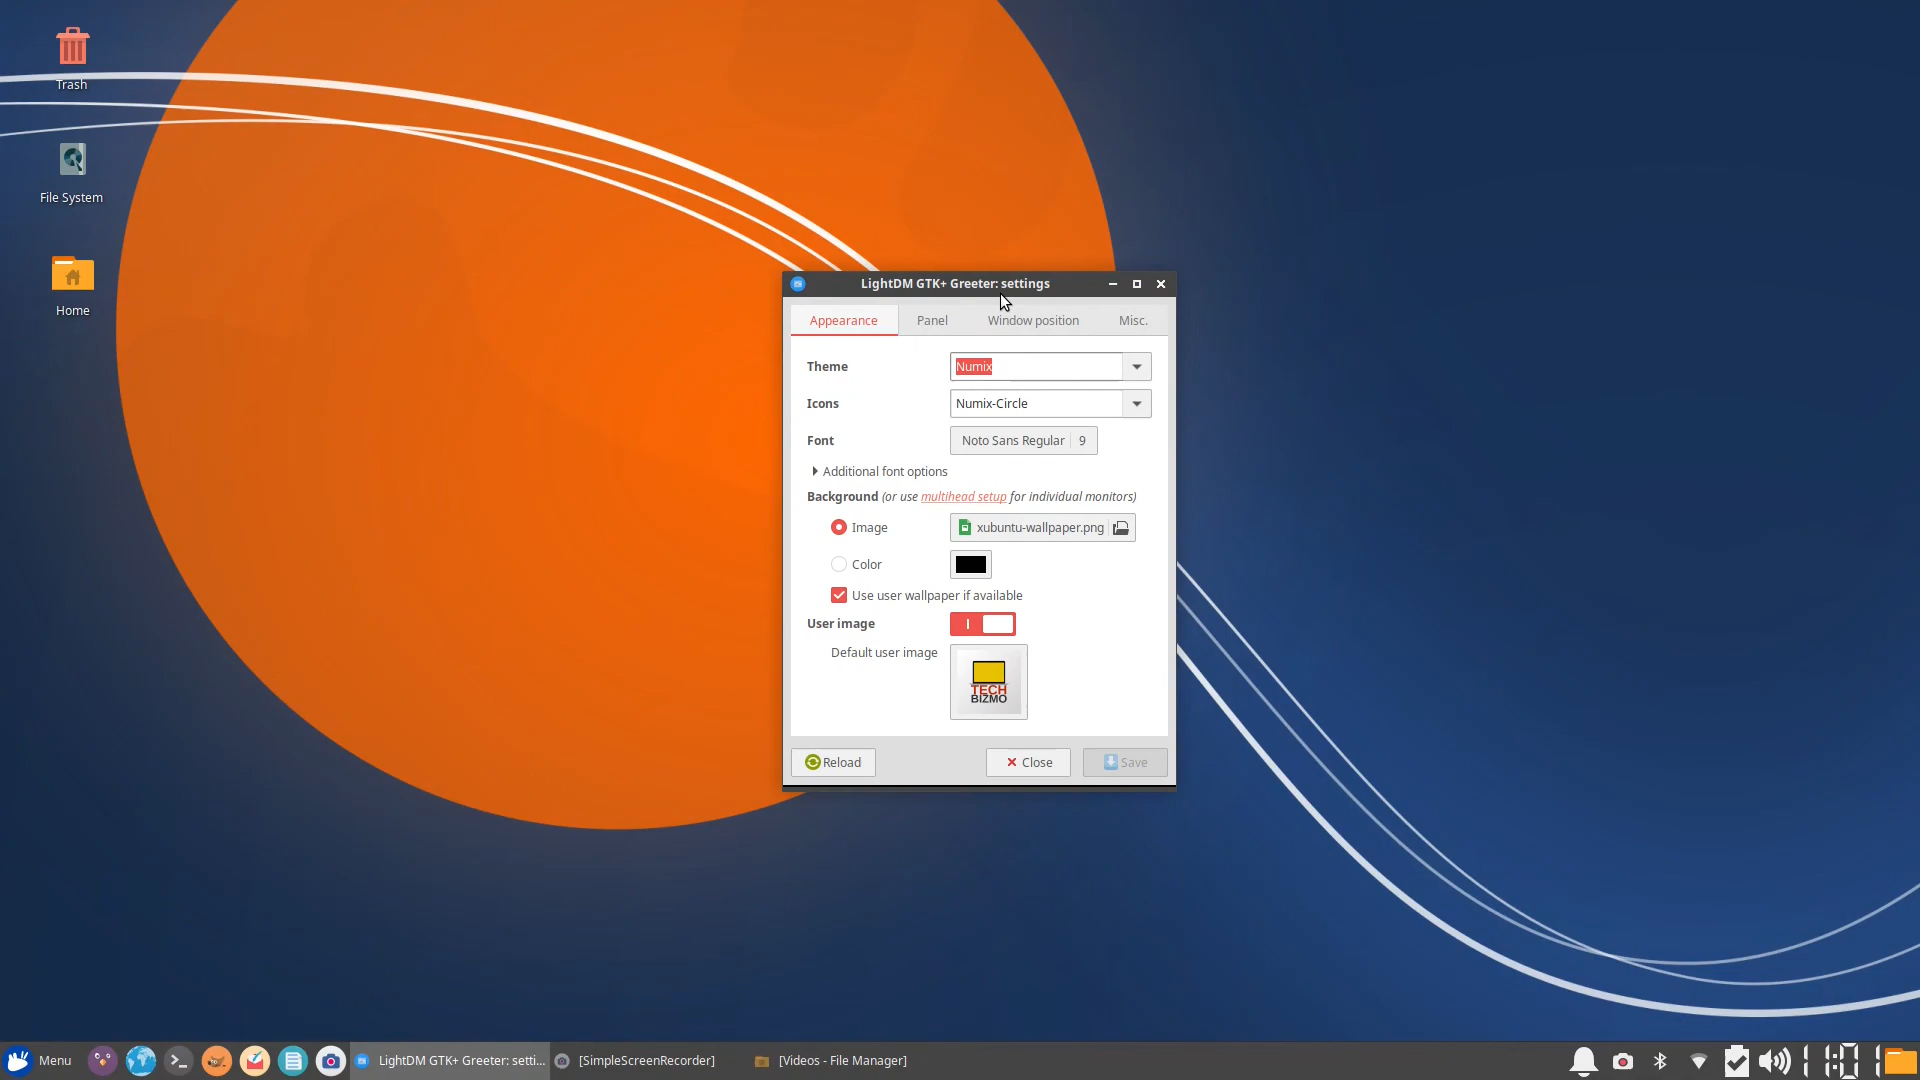 Trash
File System
Home
LightDM GTK+ Greeter: settings
Appearance Panel Window position Misc.
Theme Numix
Icons Numix-Circle
Font Noto Sans Regular 9
Additional font options
Background (or use multihead setup for individual monitors)
Image xubuntu-wallpaper.png
Color
Use user wallpaper if available
User image
Default user image
TECH
BIZMO
Reload Close Save
Menu LightDM GTK+ Greeter: setti... [SimpleScreenRecorder] [Videos - File Manager]